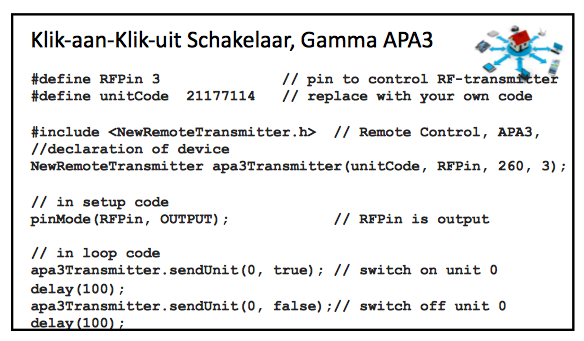 Klik-aan-Klik-uit Schakelaar, Gamma APA3
#define RFPin 3 // pin to control RF-transmitter
#define unitCode 21177114 // replace with your own code
#include <NewRemoteTransmitter.h> // Remote Control, APA3,
//declaration of device
NewRemoteTransmitter apa3Transmitter(unitCode, RFPin, 260, 3);
// in setup code
pinMode(RFPin, OUTPUT); // RFPin is output
// in loop code
apa3Transmitter.sendUnit(0, true); // switch on unit 0
delay(100);
apa3Transmitter.sendUnit(0, false);// switch off unit 0
delay(100);